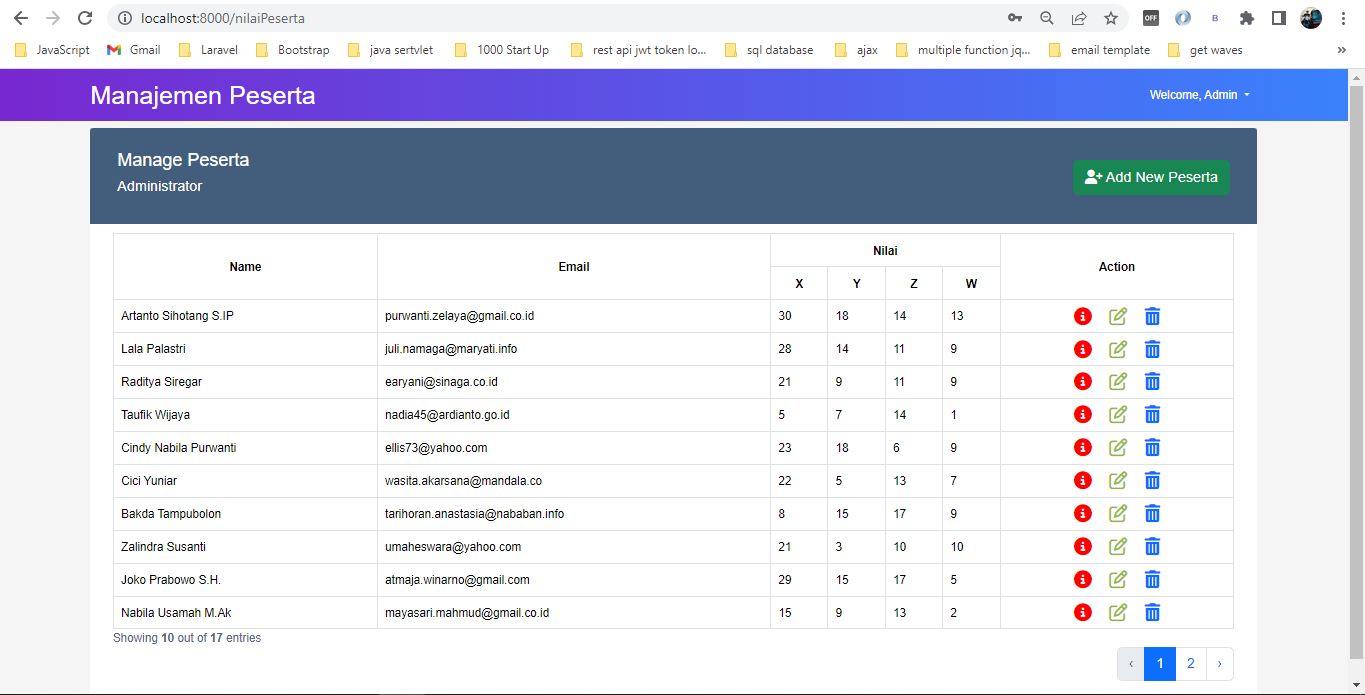 localhost:8000/nilaiPeserta
OFF
B
JavaScript Gmail Laravel Bootstrap java sertvlet 1000 Start Up rest api jwt token lo... sql database ajax multiple function jq... email template get waves »
Manajemen Peserta Welcome, Admin
Manage Peserta
Administrator
Add New Peserta
Name Email Nilai Action
X Y Z W
Artanto Sihotang S.IP purwanti.zelaya@gmail.co.id 30 18 14 13
Lala Palastri juli.namaga@maryati.info 28 14 11 9
Raditya Siregar earyani@sinaga.co.id 21 9 11 9
Taufik Wijaya nadia45@ardianto.go.id 5 7 14 1
Cindy Nabila Purwanti ellis73@yahoo.com 23 18 6 9
Cici Yuniar wasita.akarsana@mandala.co 22 5 13 7
Bakda Tampubolon tarihoran.anastasia@nababan.info 8 15 17 9
Zalindra Susanti umaheswara@yahoo.com 21 3 10 10
Joko Prabowo S.H. atmaja.winarno@gmail.com 29 15 17 5
Nabila Usamah M.Ak mayasari.mahmud@gmail.co.id 15 9 13 2
Showing 10 out of 17 entries
‹ 1 2 ›